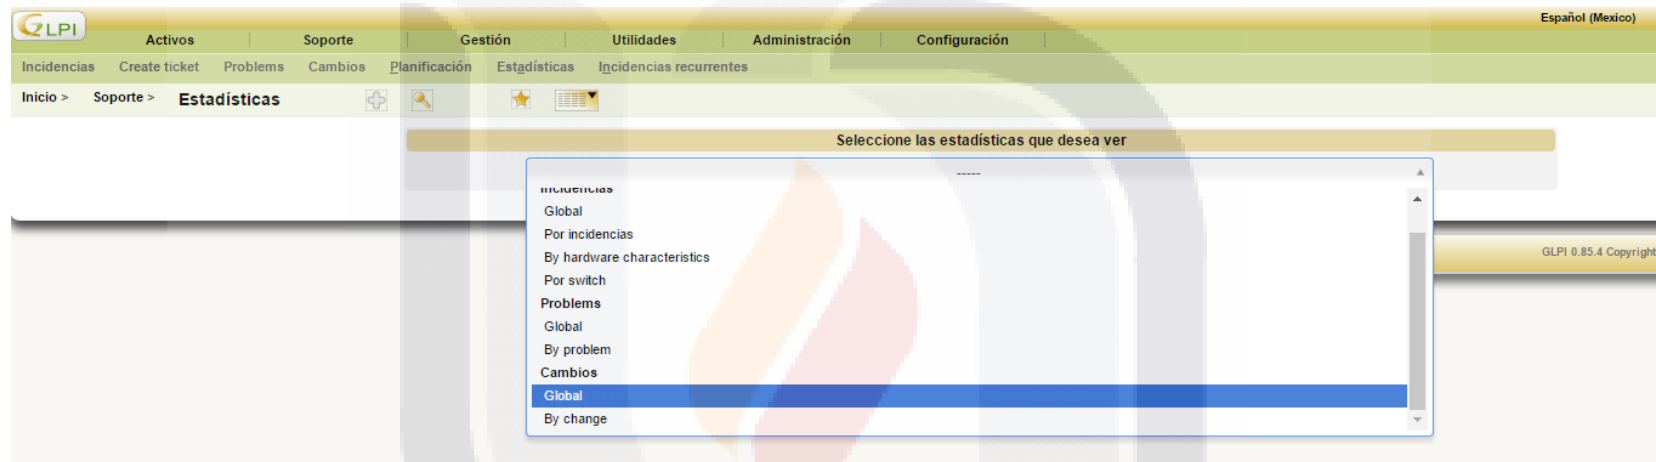 Español (Mexico)
GLPI
Activos Soporte Gestión Utilidades Administración Configuración
Incidencias Create ticket Problems Cambios Planificación Estadísticas Incidencias recurrentes
Inicio > Soporte > Estadísticas
Seleccione las estadísticas que desea ver
-----
Incidencias
Global
Por incidencias
By hardware characteristics
Por switch
Problems
Global
By problem
Cambios
Global
By change
GLPI 0.85.4 Copyright